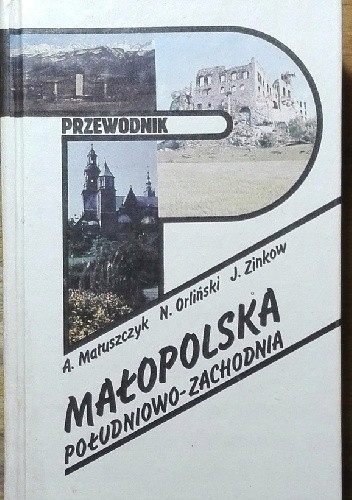 PRZEWODNIK
A. Matuszczyk N. Orliński J. Zinkow
MAŁOPOLSKA
POŁUDNIOWO-ZACHODNIA